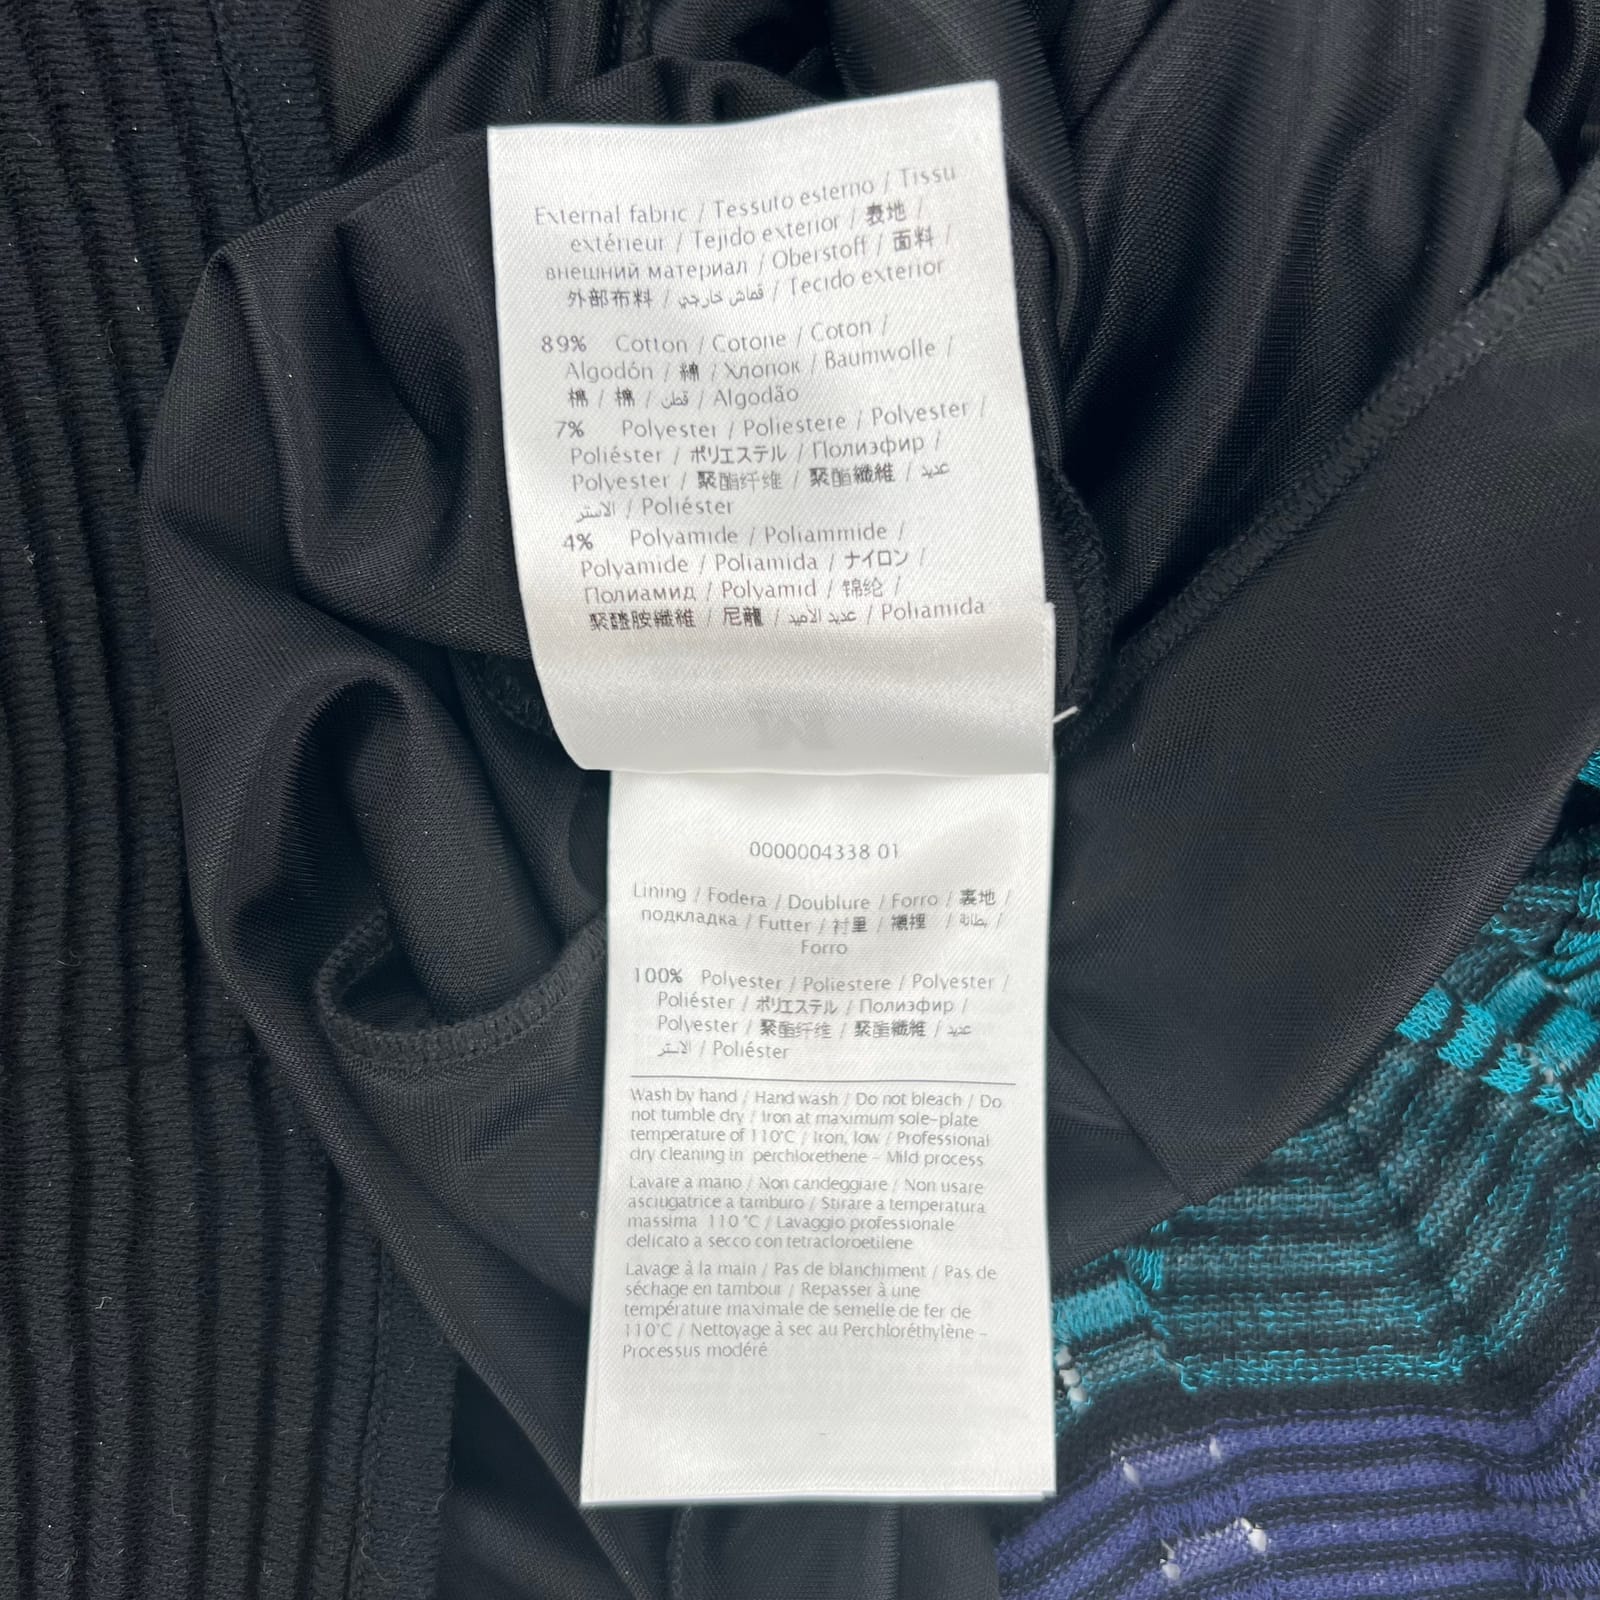 External fabric / Tessuto esterno / Tissu
extérieur / Tejido exterior / 表地 /
внешний материал / Oberstoff / 面料 /
外部布料 / قماش خارجي / Tecido exterior
89% Cotton / Cotone / Coton /
Algodón / 綿 / Хлопок / Baumwolle /
棉 / 棉 / قطن / Algodão
7% Polyester / Poliestere / Polyester /
Poliéster / ポリエステル / Полиэфир /
Polyester / 聚酯纤维 / 聚酯纖維 / عديد
الاستر / Poliéster
4% Polyamide / Poliammide /
Polyamide / Poliamida / ナイロン /
Полиамид / Polyamid / 锦纶 /
聚醯胺纖維 / 尼龍 / عديد الاميد / Poliamida
0000004338 01
Lining / Fodera / Doublure / Forro / 裏地 /
подкладка / Futter / 衬里 / 襯裡 / بطانة /
Forro
100% Polyester / Poliestere / Polyester /
Poliéster / ポリエステル / Полиэфир /
Polyester / 聚酯纤维 / 聚酯纖維 / عديد
الاستر / Poliéster
Wash by hand / Hand wash / Do not bleach / Do
not tumble dry / Iron at maximum sole-plate
temperature of 110°C / Iron, low / Professional
dry cleaning in perchlorethene - Mild process
Lavare a mano / Non candeggiare / Non usare
asciugatrice a tamburo / Stirare a temperatura
massima 110 °C / Lavaggio professionale
delicato a secco con tetracloroetilene
Lavage à la main / Pas de blanchiment / Pas de
séchage en tambour / Repasser à une
température maximale de semelle de fer de
110°C / Nettoyage à sec au Perchloréthylène -
Processus modéré